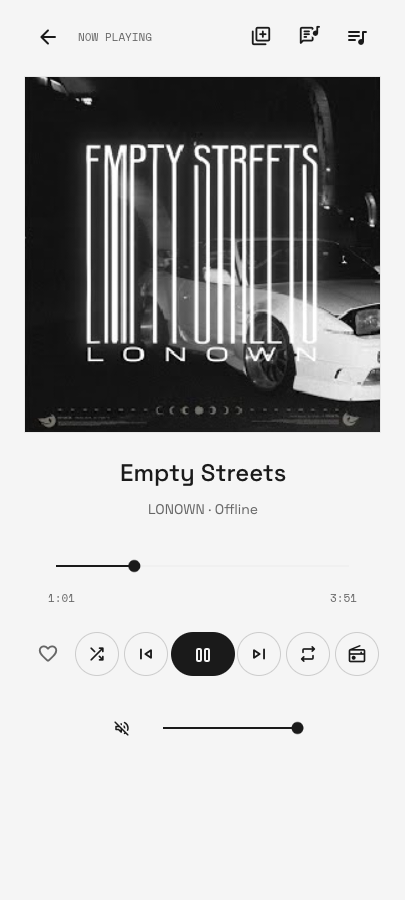 NOW PLAYING
EMPTY STREETS
LONOWN
Empty Streets
LONOWN · Offline
1:01
3:51